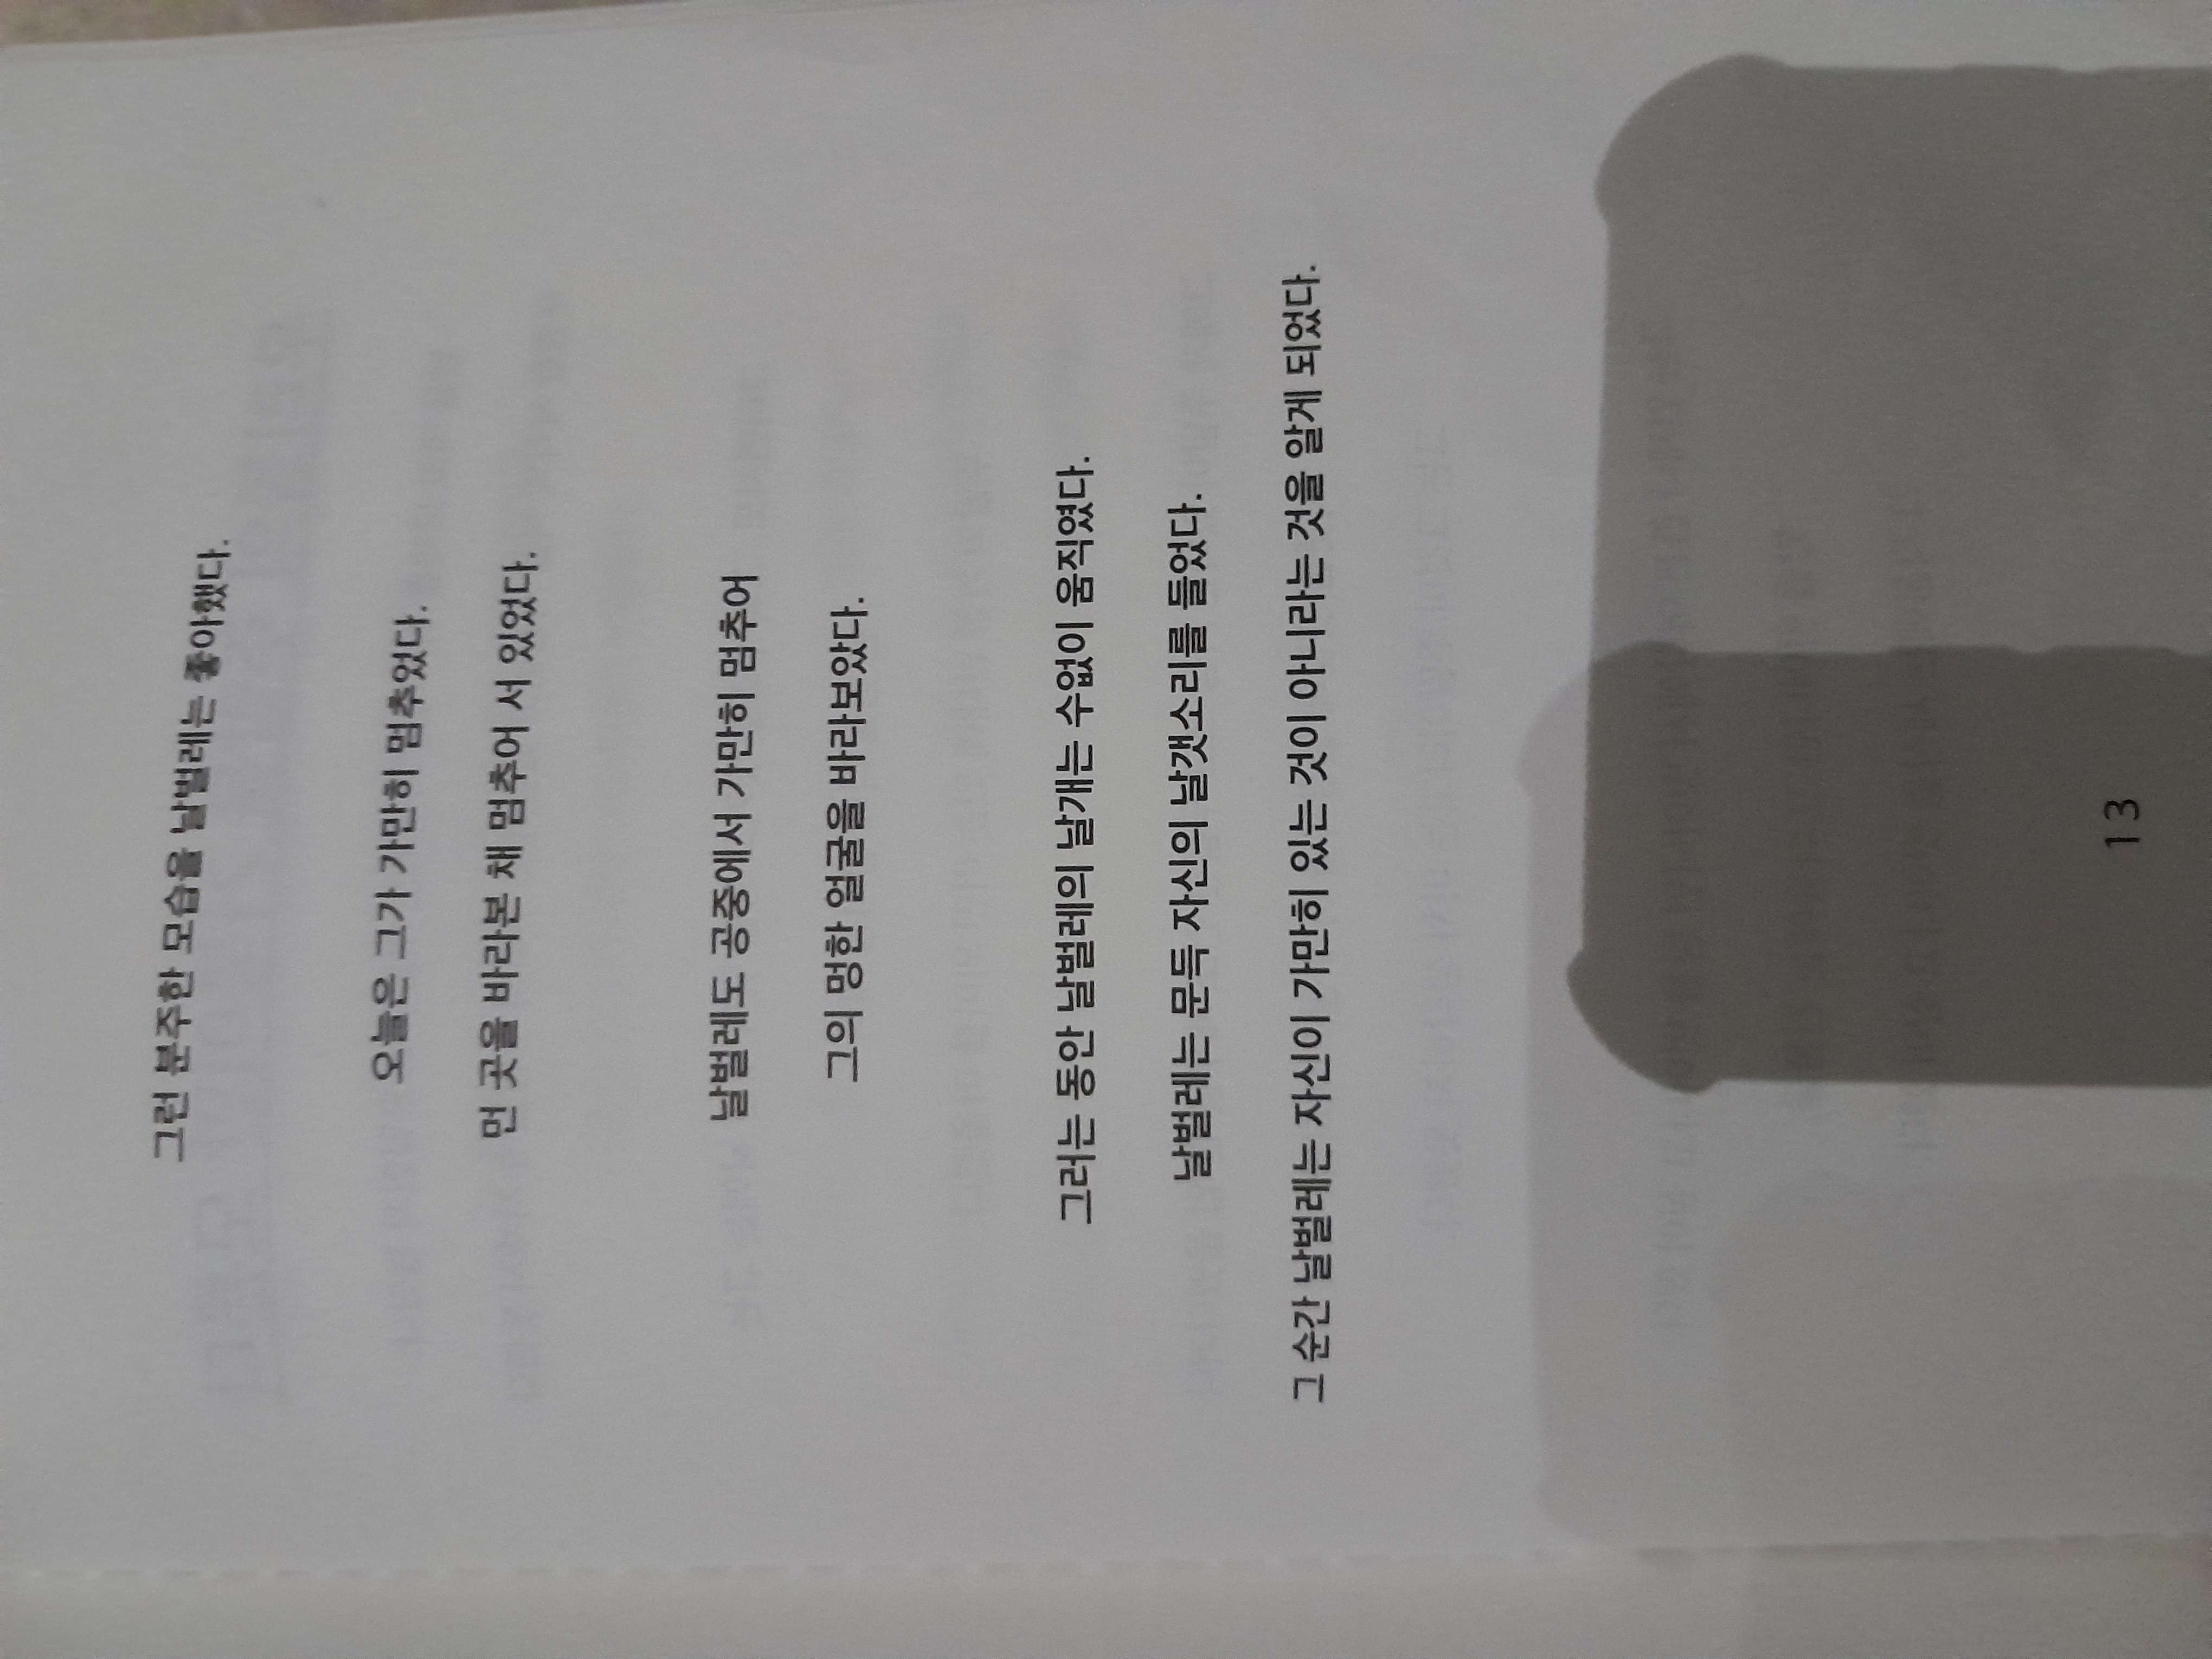 그런 분주한 모습을 날벌레는 좋아했다.
오늘은 그가 가만히 멈추었다.
먼 곳을 바라본 채 멈추어 서 있었다.
날벌레도 공중에서 가만히 멈추어
그의 멍한 얼굴을 바라보았다.
그러는 동안 날벌레의 날개는 수없이 움직였다.
날벌레는 문득 자신의 날갯소리를 들었다.
그 순간 날벌레는 자신이 가만히 있는 것이 아니라는 것을 알게 되었다.
13